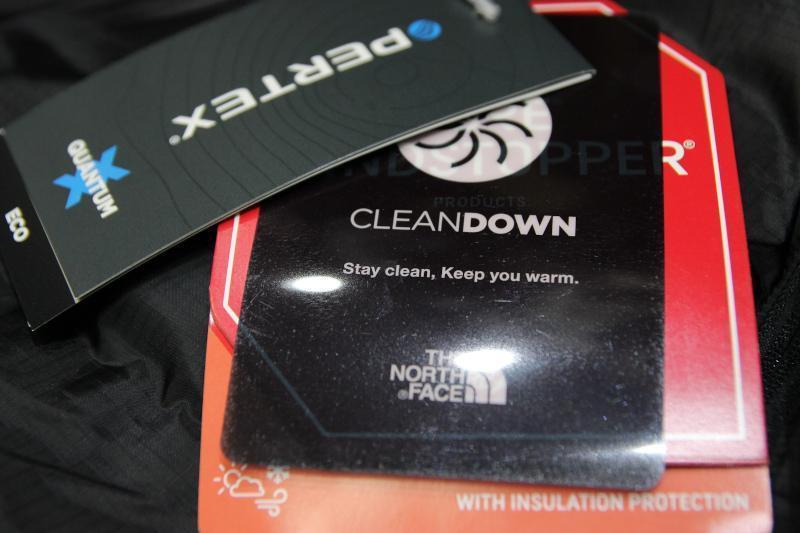 PERTEX®
QUANTUM
ECO
PRODUCTS
CLEANDOWN
Stay clean, Keep you warm.
THE
NORTH
FACE
WITH INSULATION PROTECTION